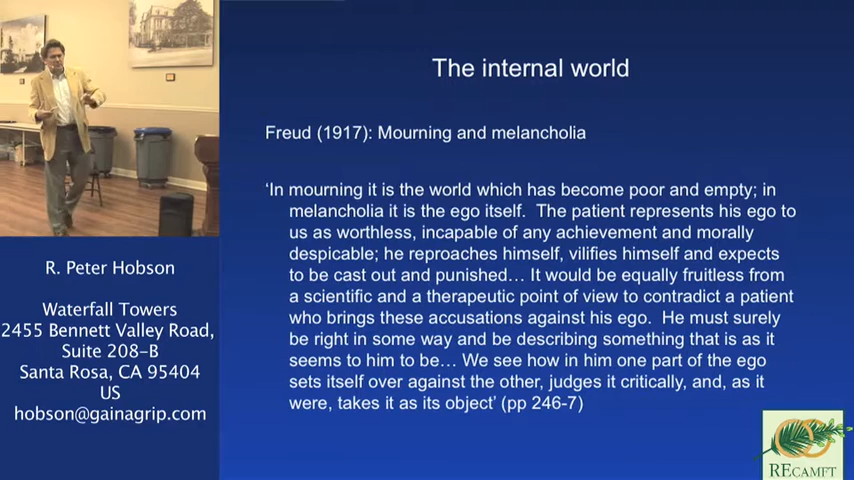 The internal world
Freud (1917): Mourning and melancholia
‘In mourning it is the world which has become poor and empty; in
melancholia it is the ego itself.  The patient represents his ego to
us as worthless, incapable of any achievement and morally
despicable; he reproaches himself, vilifies himself and expects
to be cast out and punished… It would be equally fruitless from
a scientific and a therapeutic point of view to contradict a patient
who brings these accusations against his ego.  He must surely
be right in some way and be describing something that is as it
seems to him to be… We see how in him one part of the ego
sets itself over against the other, judges it critically, and, as it
were, takes it as its object’ (pp 246-7)
R. Peter Hobson
Waterfall Towers
2455 Bennett Valley Road,
Suite 208-B
Santa Rosa, CA 95404
US
hobson@gainagrip.com
RECAMFT